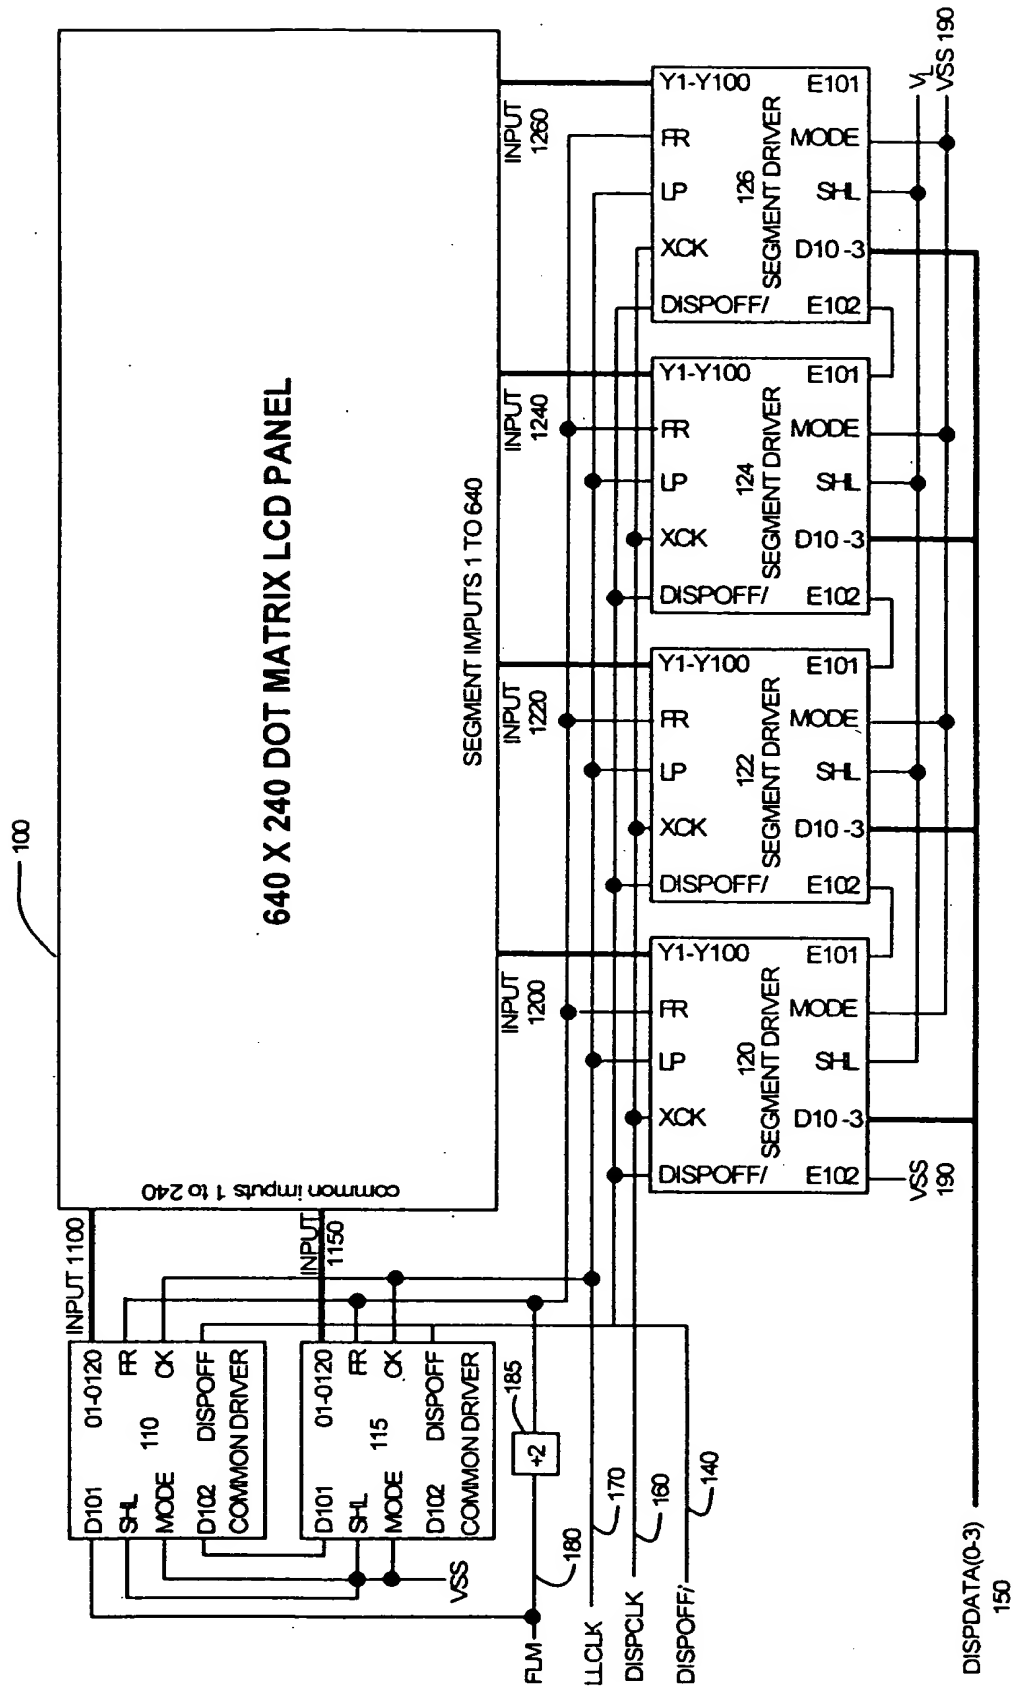 100
640 X 240 DOT MATRIX LCD PANEL
common inputs 1 to 240
SEGMENT IMPUTS 1 TO 640
INPUT 1100
INPUT
1150
INPUT
1200
INPUT
1220
INPUT
1240
INPUT
1260
D101
SHL
MODE
D102
01-0120
FR
CK
DISPOFF
110
COMMON DRIVER
D101
SHL
MODE
D102
01-0120
FR
CK
DISPOFF
115
COMMON DRIVER
VSS
185
÷2
180
170
160
140
FLM
LLCLK
DISPCLK
DISPOFF/
Y1-Y100
FR
LP
XCK
DISPOFF/
120
SEGMENT DRIVER
E101
MODE
SHL
D10-3
E102
VSS
190
Y1-Y100
FR
LP
XCK
DISPOFF/
122
SEGMENT DRIVER
E101
MODE
SHL
D10-3
E102
Y1-Y100
FR
LP
XCK
DISPOFF/
124
SEGMENT DRIVER
E101
MODE
SHL
D10-3
E102
Y1-Y100
FR
LP
XCK
DISPOFF/
126
SEGMENT DRIVER
E101
MODE
SHL
D10-3
E102
VL
VSS 190
DISPDATA(0-3)
150